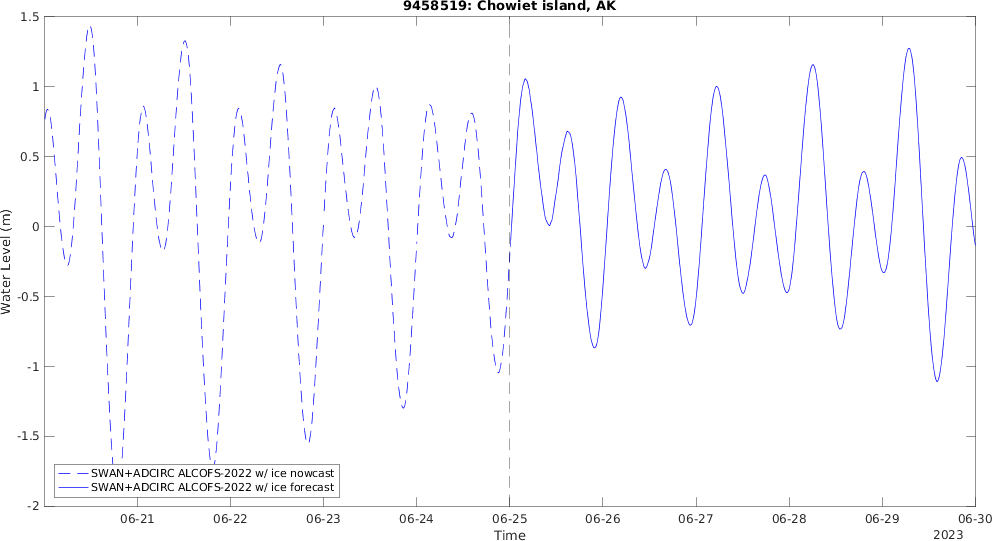 9458519: Chowiet island, AK
1.5
1
0.5
0
-0.5
-1
-1.5
-2
Water Level (m)
SWAN+ADCIRC ALCOFS-2022 w/ ice nowcast
SWAN+ADCIRC ALCOFS-2022 w/ ice forecast
06-21 06-22 06-23 06-24 06-25 06-26 06-27 06-28 06-29 06-30
Time
2023